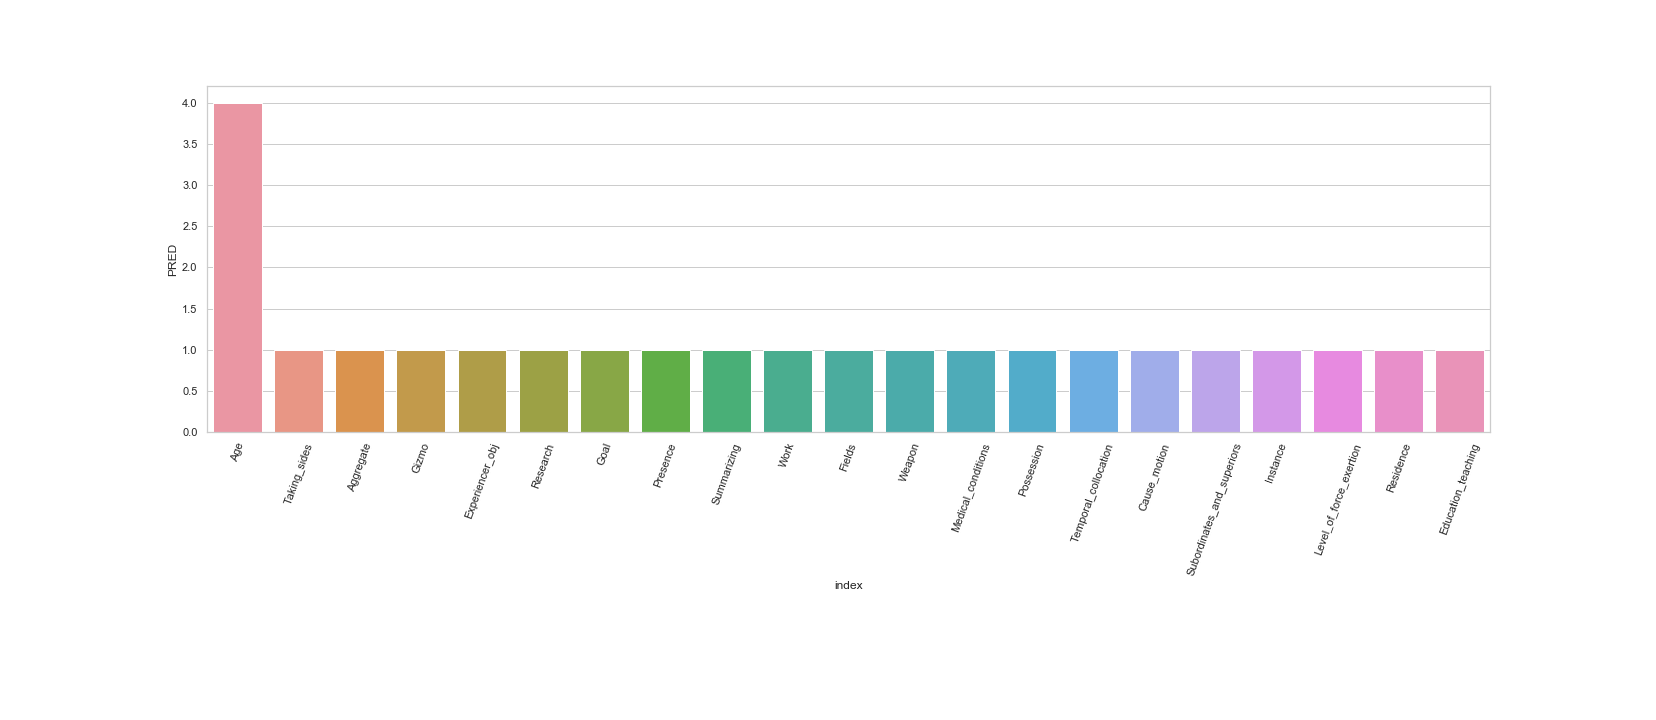 4.0
3.5
3.0
2.5
2.0
1.5
1.0
0.5
0.0
PRED
Age
Taking_sides
Aggregate
Gizmo
Experiencer_obj
Research
Goal
Presence
Summarizing
Work
Fields
Weapon
Medical_conditions
Possession
Temporal_collocation
Cause_motion
Subordinates_and_superiors
Instance
Level_of_force_exertion
Residence
Education_teaching
index